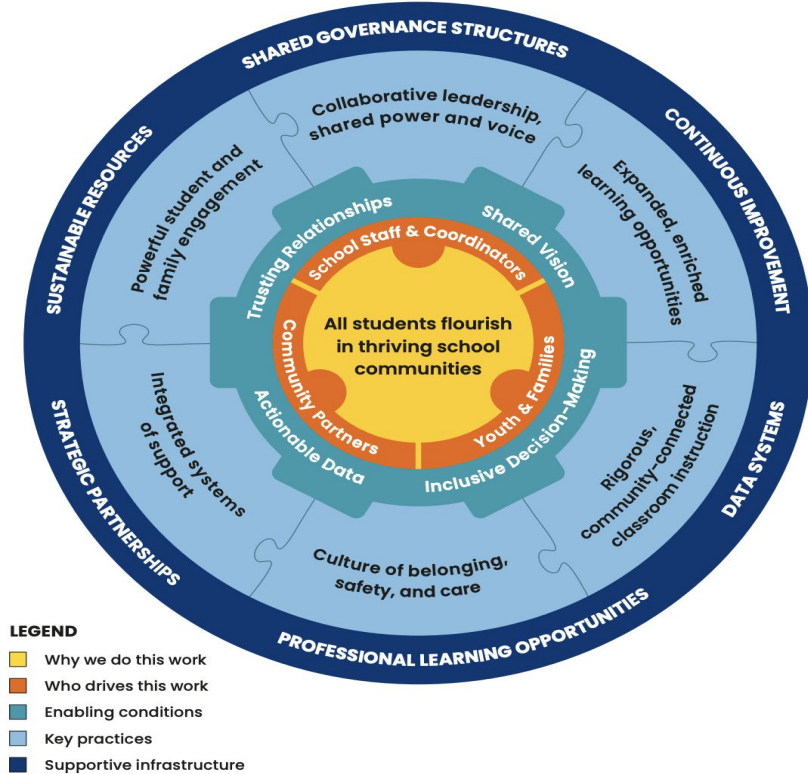 SHARED GOVERNANCE STRUCTURES
CONTINUOUS IMPROVEMENT
DATA SYSTEMS
PROFESSIONAL LEARNING OPPORTUNITIES
STRATEGIC PARTNERSHIPS
SUSTAINABLE RESOURCES
Collaborative leadership,
shared power and voice
Expanded, enriched
learning opportunities
Rigorous,
community-connected
classroom instruction
Culture of belonging,
safety, and care
Integrated systems
of support
Powerful student and
family engagement
Trusting Relationships
Shared Vision
Inclusive Decision-Making
Actionable Data
School Staff & Coordinators
Youth & Families
Community Partners
All students flourish
in thriving school
communities
LEGEND
Why we do this work
Who drives this work
Enabling conditions
Key practices
Supportive infrastructure